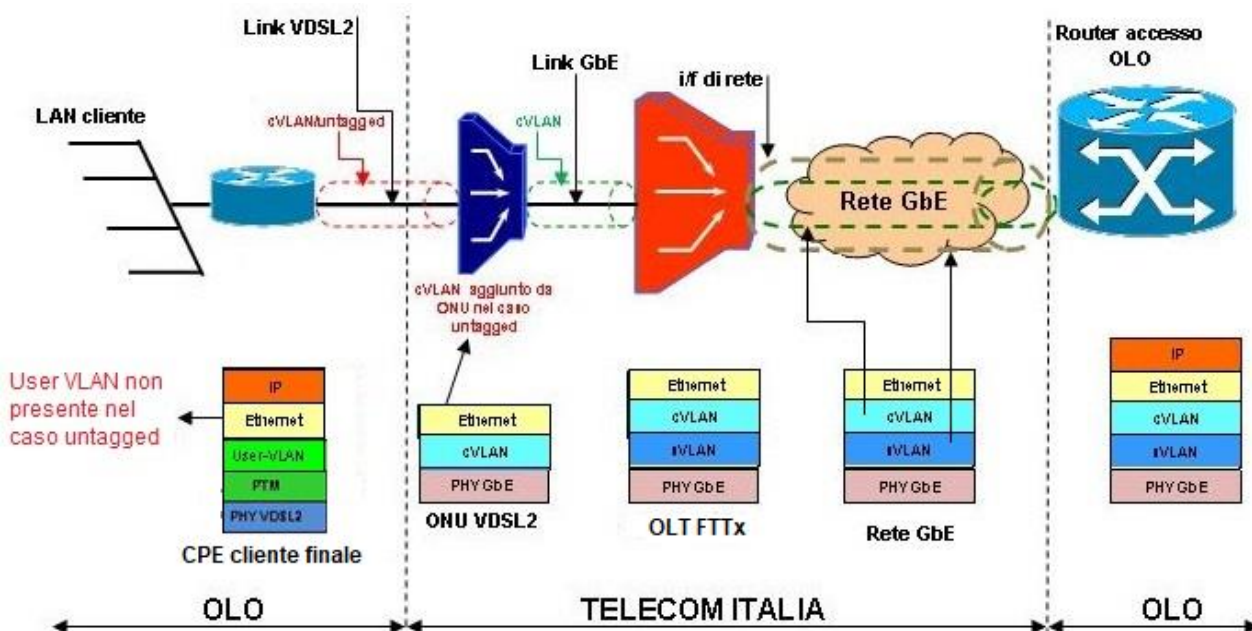 Link VDSL2
Router accesso
OLO
Link GbE
i/f di rete
LAN cliente
cVLAN/untagged
cVLAN
Rete GbE
cVLAN aggiunto da
ONU nel caso
untagged
User VLAN non
presente nel
caso untagged
IP
Ethernet
User-VLAN
PTM
PHY VDSL2
CPE cliente finale
Ethernet
cVLAN
PHY GbE
ONU VDSL2
Ethernet
cVLAN
sVLAN
PHY GbE
OLT FTTx
Ethernet
cVLAN
sVLAN
PHY GbE
Rete GbE
IP
Ethernet
cVLAN
sVLAN
PHY GbE
OLO
TELECOM ITALIA
OLO